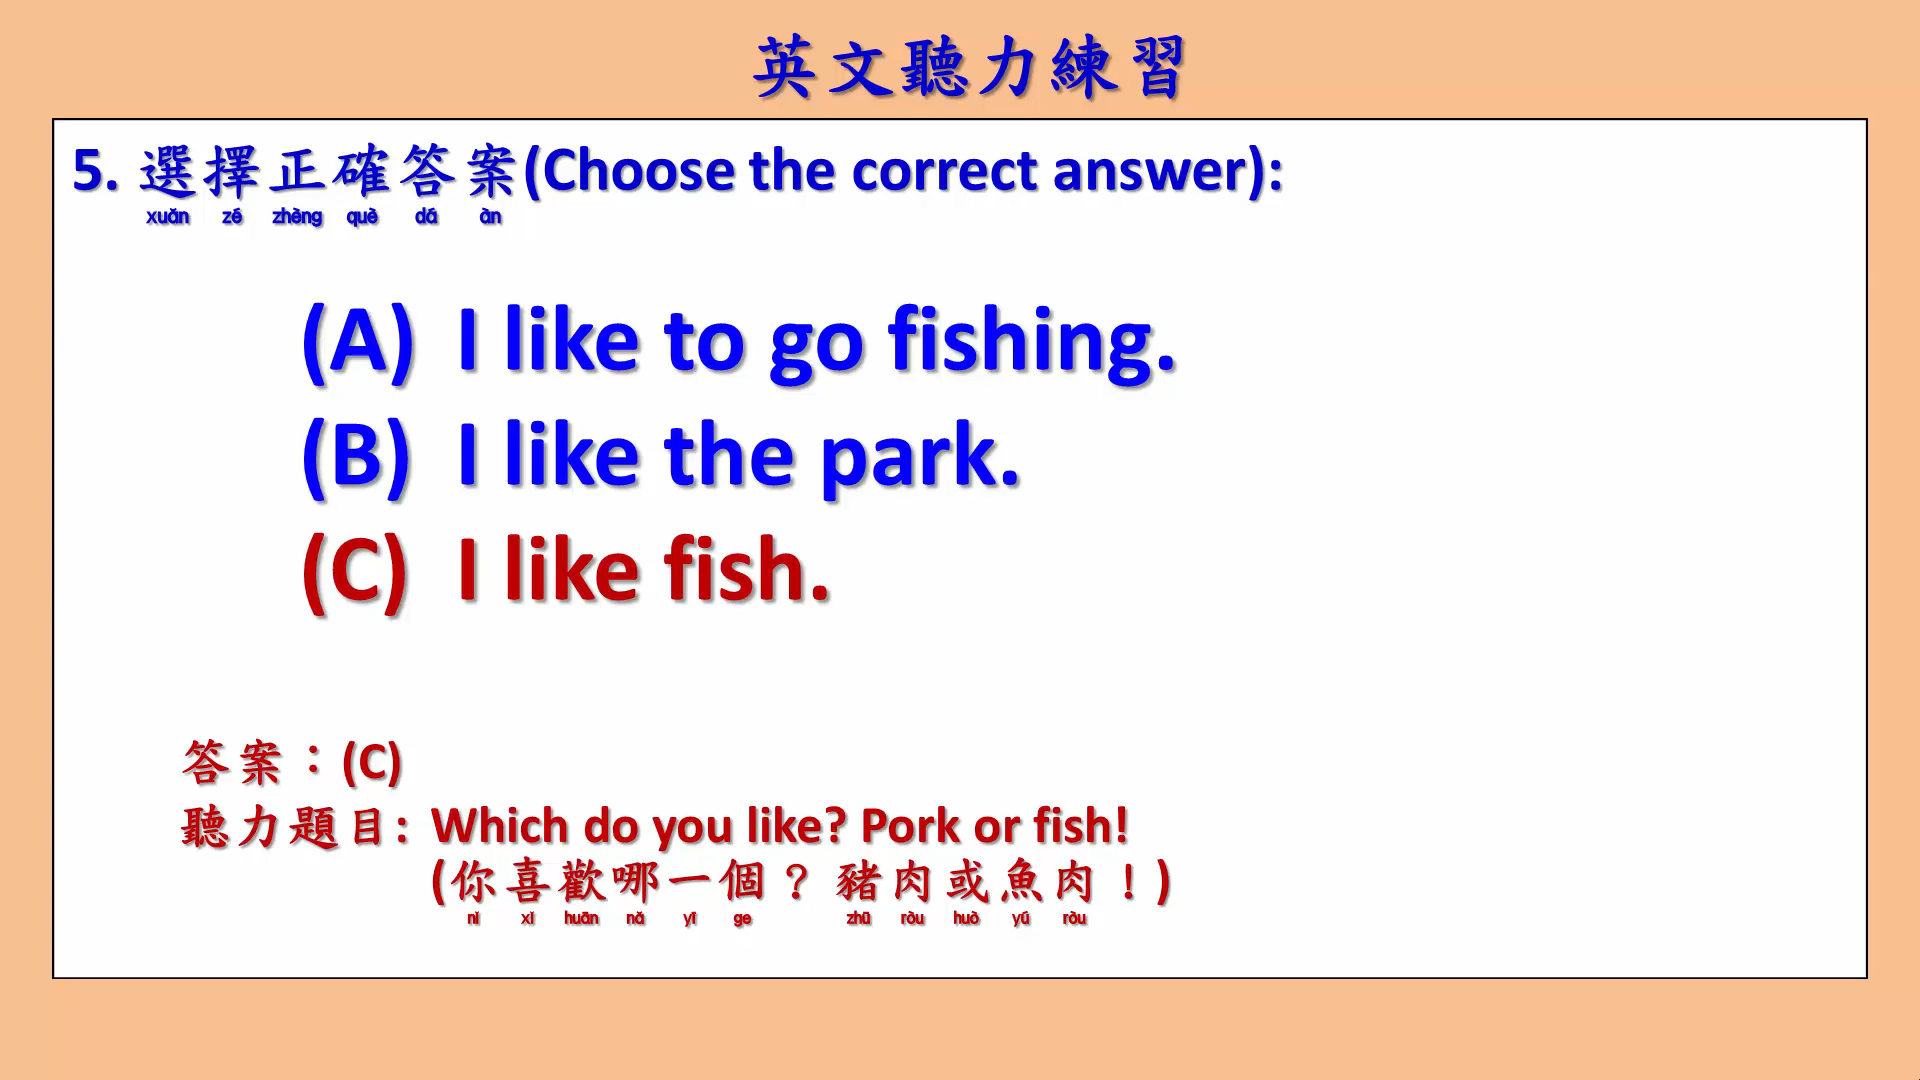 英文聽力練習
5. 選擇正確答案(Choose the correct answer):
xuǎn zé zhèng què dá àn
(A) I like to go fishing.
(B) I like the park.
(C) I like fish.
答案：(C)
聽力題目: Which do you like? Pork or fish!
(你喜歡哪一個？ 豬肉或魚肉！)
nǐ xǐ huān nǎ yī ge zhū ròu huò yú ròu